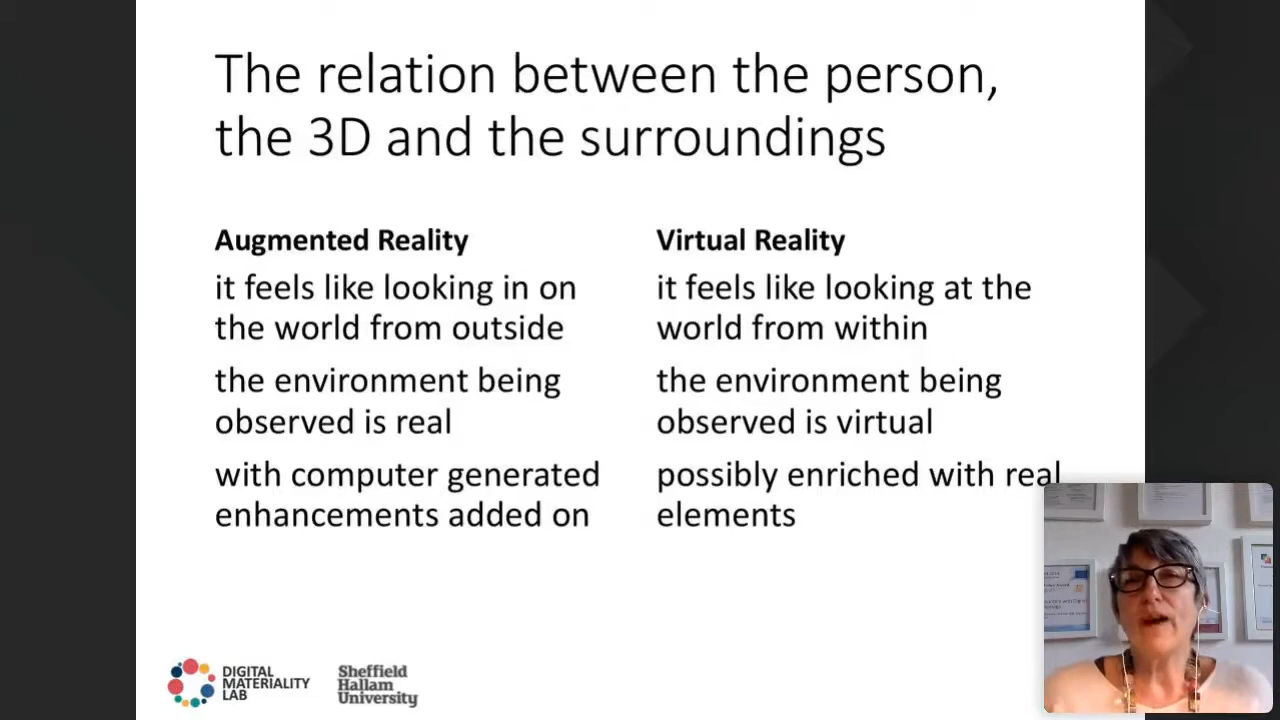 The relation between the person,
the 3D and the surroundings
Augmented Reality
it feels like looking in on
the world from outside
the environment being
observed is real
with computer generated
enhancements added on
Virtual Reality
it feels like looking at the
world from within
the environment being
observed is virtual
possibly enriched with real
elements
DIGITAL
MATERIALITY
LAB
Sheffield
Hallam
University